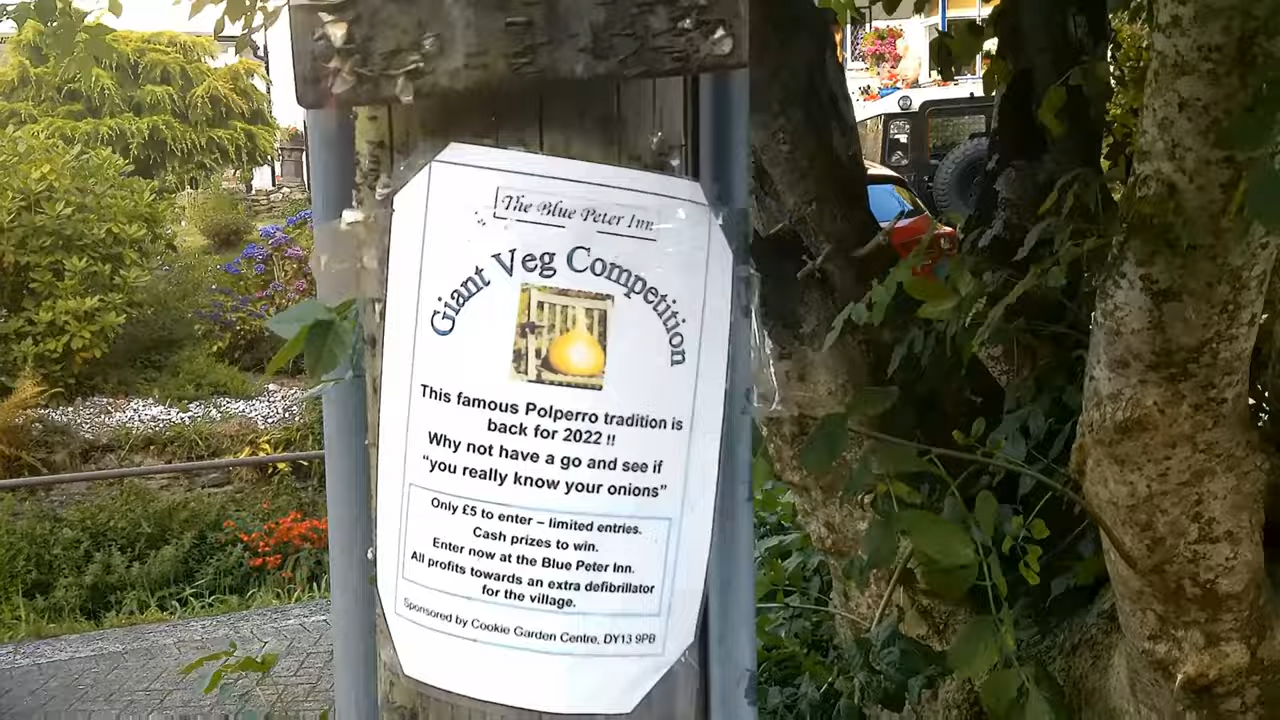 The Blue Peter Inn
Giant Veg Competition
This famous Polperro tradition is
back for 2022 !!
Why not have a go and see if
“you really know your onions”
Only £5 to enter – limited entries.
Cash prizes to win.
Enter now at the Blue Peter Inn.
All profits towards an extra defibrillator
for the village.
Sponsored by Cookie Garden Centre, DY13 9PB